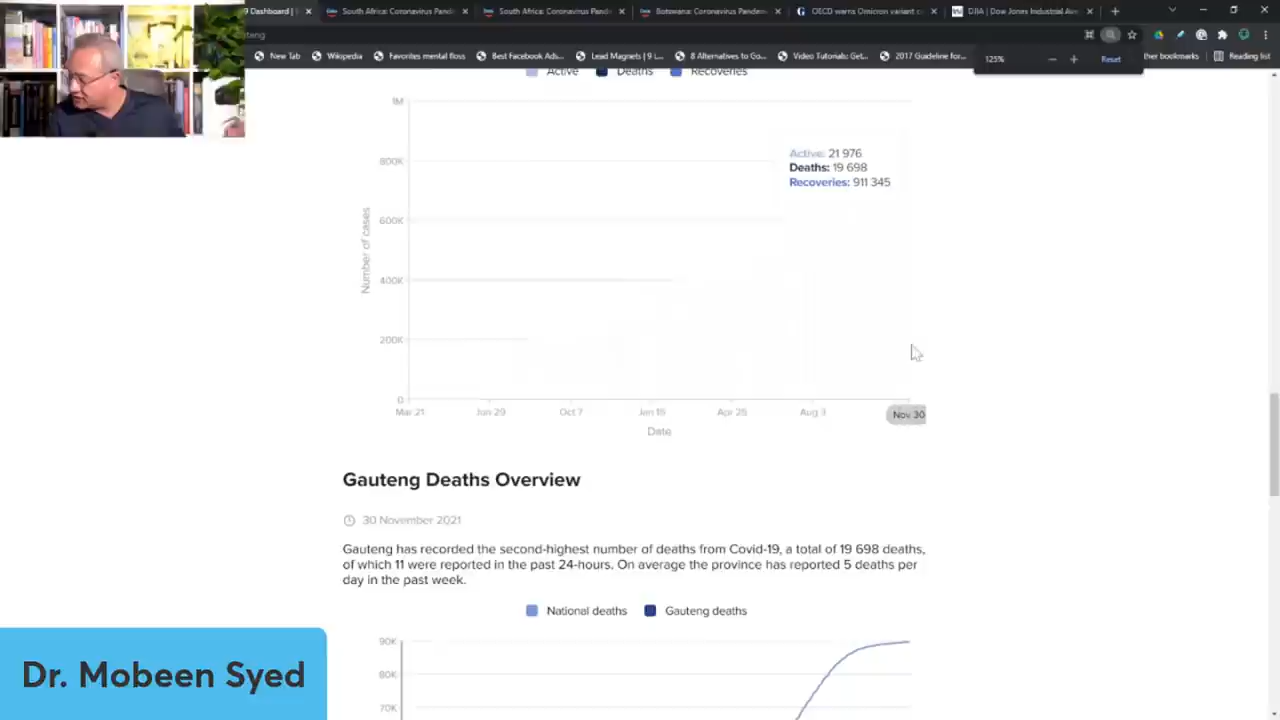 9 Dashboard |
South Africa: Coronavirus Pand
South Africa: Coronavirus Pand
Botswana: Coronavirus Pandem
OECD warns Omicron variant c
DJIA | Dow Jones Industrial Av
teng
New Tab
Wikipedia
Favorites mental floss
Best Facebook Ads...
Lead Magnets | 9 L...
8 Alternatives to Go...
Video Tutorials: Get...
2017 Guideline for...
125%
Reset
her bookmarks
Reading list
Active
Deaths
Recoveries
1M
Active: 21 976
800K
Deaths: 19 698
Recoveries: 911 345
600K
Number of cases
400K
200K
0
Mar 21
Jun 29
Oct 7
Jan 15
Apr 25
Aug 3
Nov 30
Date
Gauteng Deaths Overview
30 November 2021
Gauteng has recorded the second-highest number of deaths from Covid-19, a total of 19 698 deaths,
of which 11 were reported in the past 24-hours. On average the province has reported 5 deaths per
day in the past week.
National deaths
Gauteng deaths
90K
80K
70K
Dr. Mobeen Syed